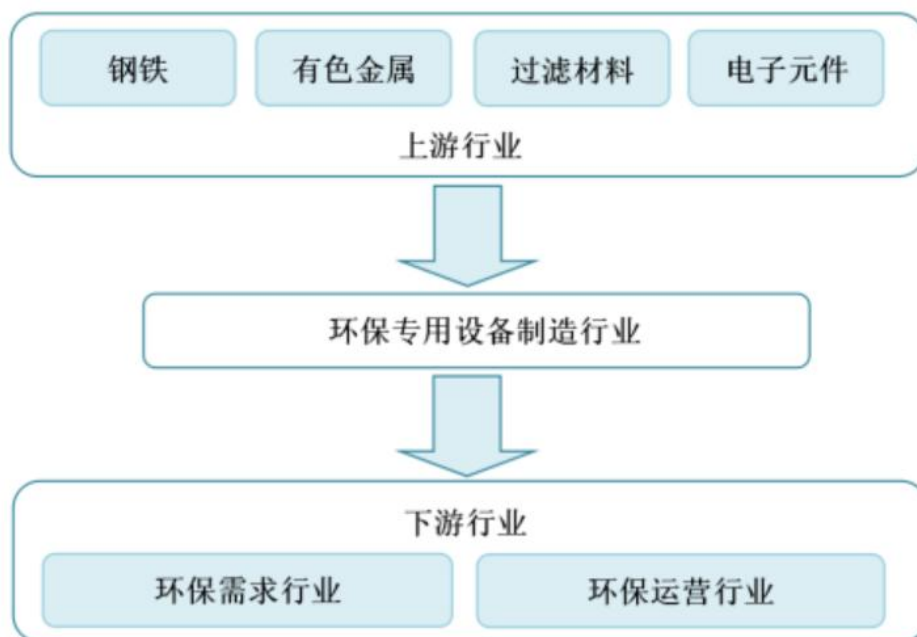 钢铁 有色金属 过滤材料 电子元件
上游行业
环保专用设备制造行业
下游行业
环保需求行业 环保运营行业